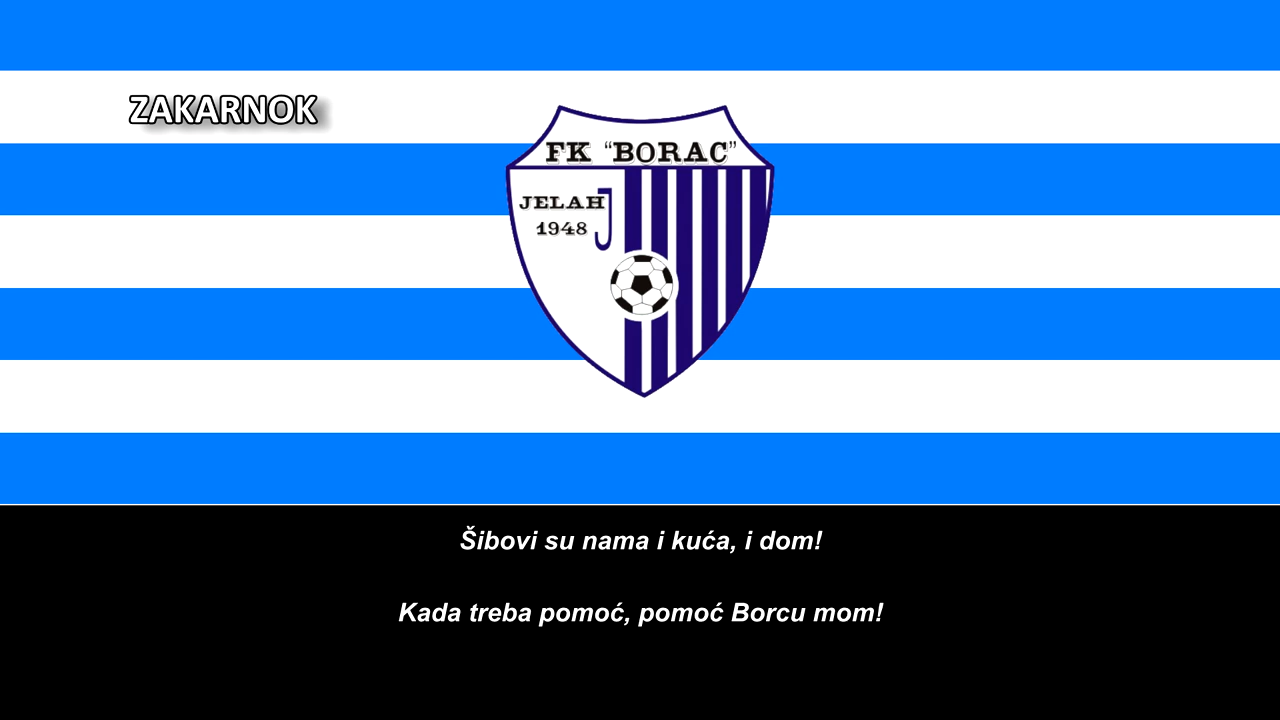 ZAKARNOK
FK “BORAC”
JELAH J
1948
Šibovi su nama i kuća, i dom!
Kada treba pomoć, pomoć Borcu mom!